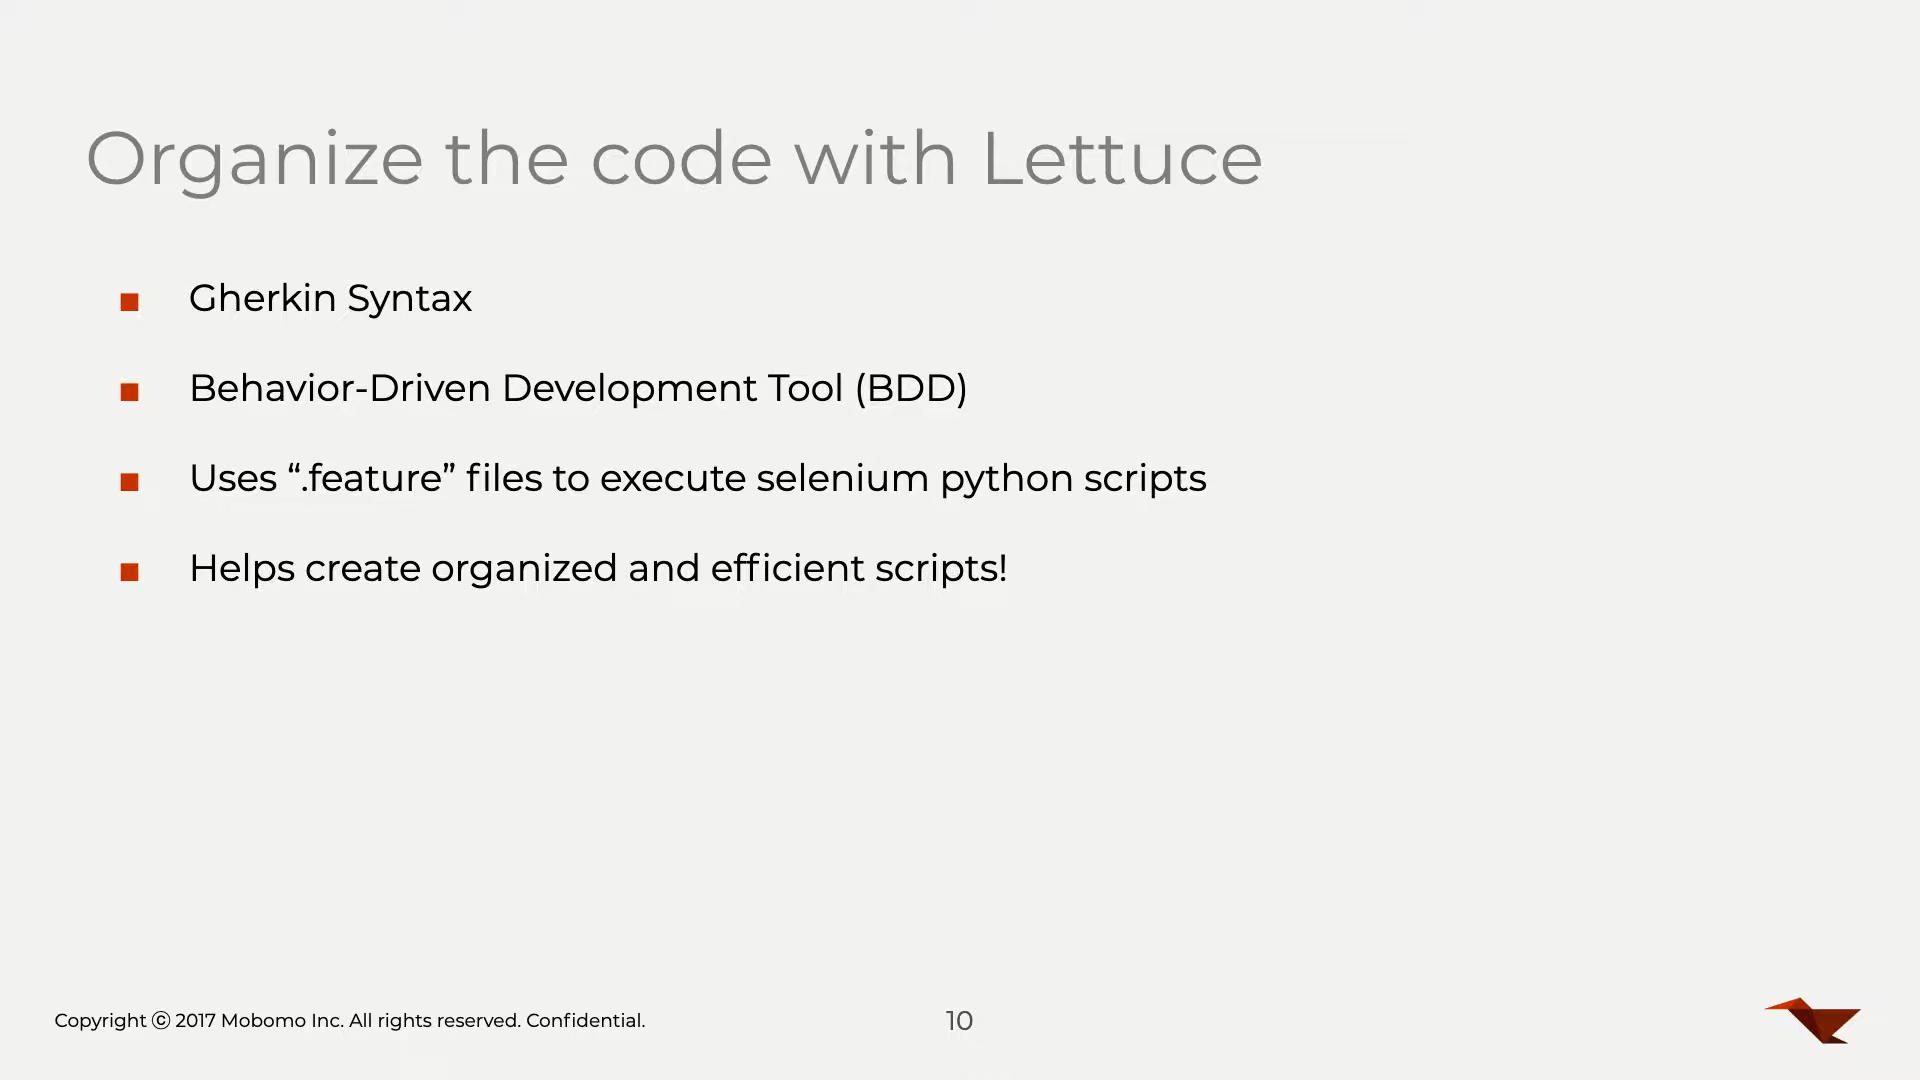 Organize the code with Lettuce
Gherkin Syntax
Behavior-Driven Development Tool (BDD)
Uses “.feature” files to execute selenium python scripts
Helps create organized and efficient scripts!
Copyright ⓒ 2017 Mobomo Inc. All rights reserved. Confidential.
10